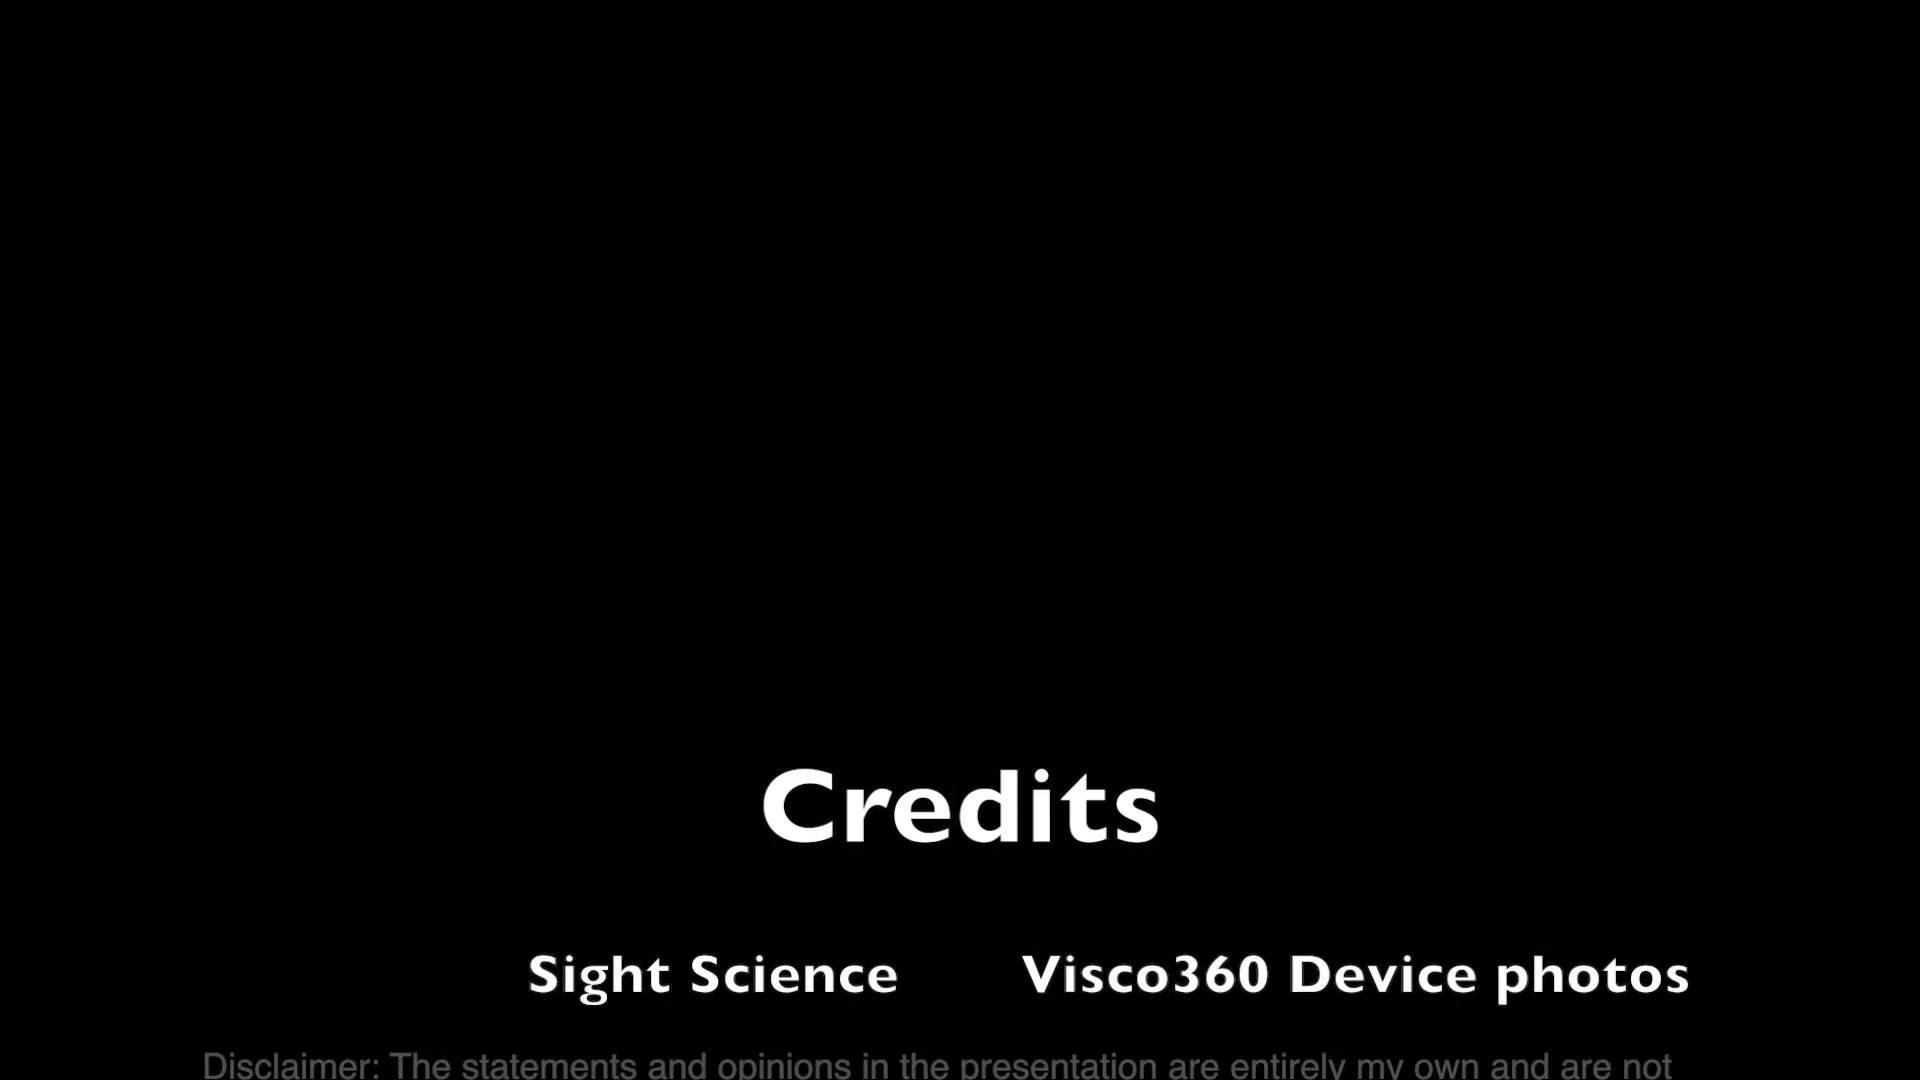 Credits
Sight Science Visco360 Device photos
Disclaimer: The statements and opinions in the presentation are entirely my own and are not